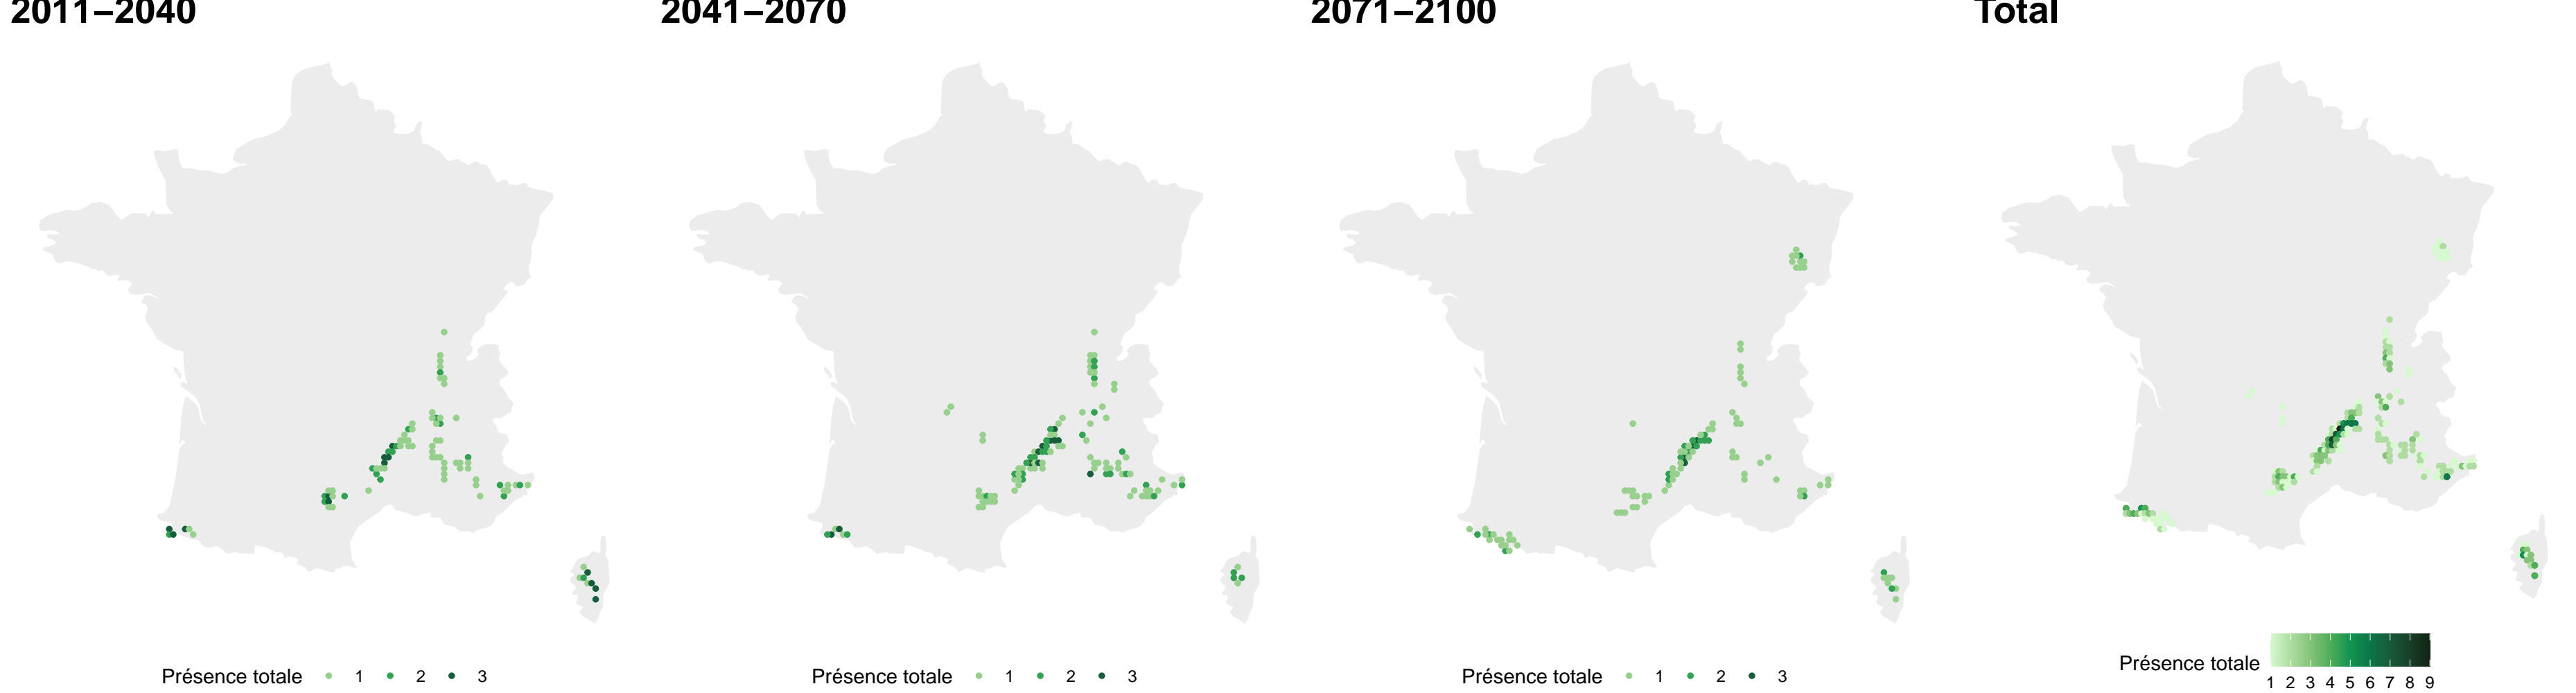 2011–2040
2041–2070
2071–2100
Total
Présence totale 1 2 3
Présence totale 1 2 3
Présence totale 1 2 3
Présence totale
1 2 3 4 5 6 7 8 9